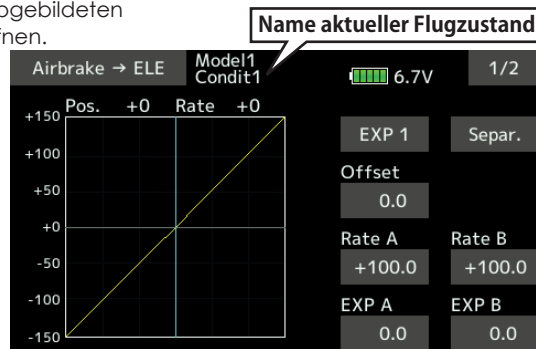 ogebildeten
fnen.
Name aktueller Flugzustand
Airbrake → ELE
Model1
Condit1
6.7V
1/2
Pos. +0 Rate +0
+150
+100
+50
+0
-50
-100
-150
EXP 1
Separ.
Offset
0.0
Rate A
Rate B
+100.0
+100.0
EXP A
EXP B
0.0
0.0